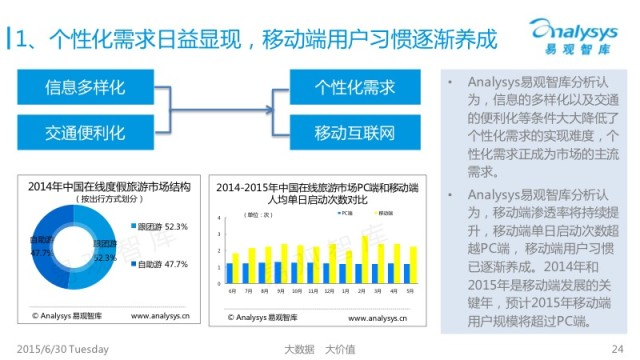 1、个性化需求日益显现，移动端用户习惯逐渐养成
analysys
易观智库
信息多样化
个性化需求
交通便利化
移动互联网
2014年中国在线度假旅游市场结构
（按出行方式划分）
自助游
47.7%
跟团游
52.3%
跟团游 52.3%
自助游 47.7%
© Analysys 易观智库
www.analysys.cn
2014-2015年中国在线旅游市场PC端和移动端
人均单日启动次数对比
（单位：次）
PC端
移动端
4
3
2
1
0
6月 7月 8月 9月 10月 11月 12月 1月 2月 3月 4月 5月
© Analysys 易观智库
www.analysys.cn
• Analysys易观智库分析认
为，信息的多样化以及交通
的便利化等条件大大降低了
个性化需求的实现难度，个
性化需求正成为市场的主流
需求。
• Analysys易观智库分析认
为，移动端渗透率将持续提
升，移动端单日启动次数超
越PC端， 移动端用户习惯
已逐渐养成。2014年和
2015年是移动端发展的关
键年，预计2015年移动端
用户规模将超过PC端。
2015/6/30 Tuesday
大数据 大价值
24